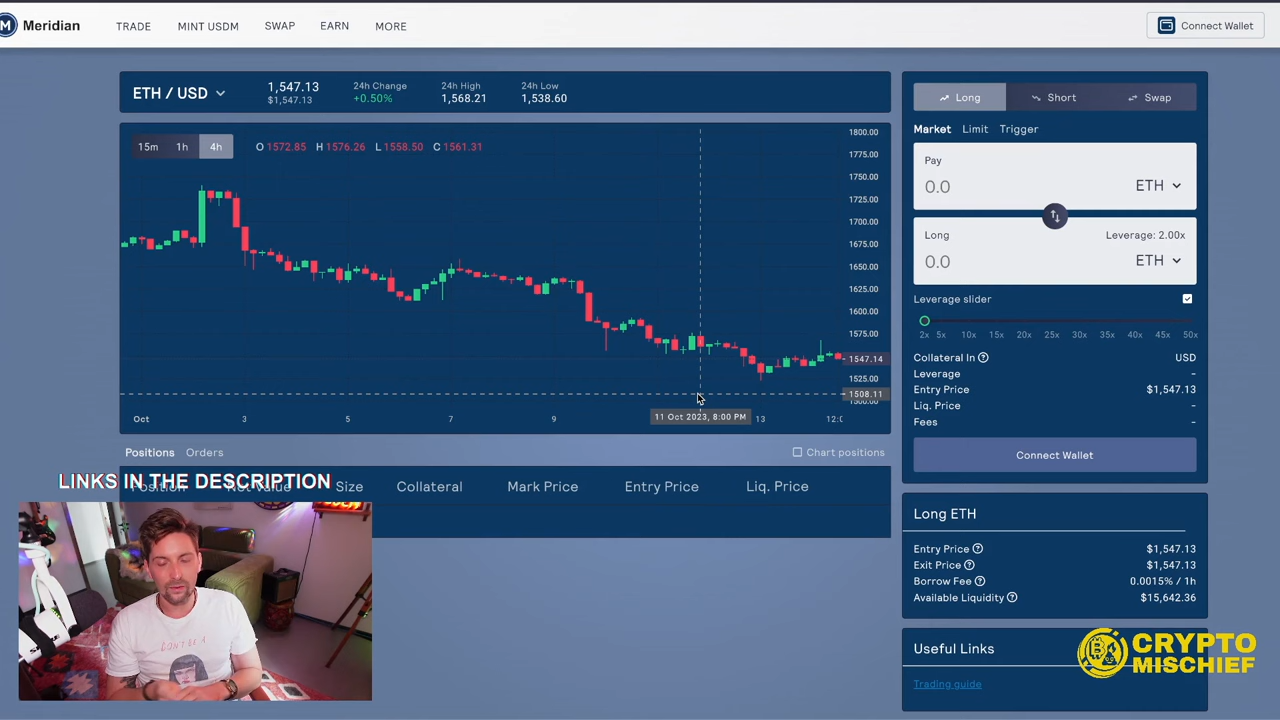 M Meridian TRADE MINT USDM SWAP EARN MORE Connect Wallet
ETH / USD 1,547.13 24h Change 24h High 24h Low
$1,547.13 +0.50% 1,568.21 1,538.60
15m 1h 4h O 1572.85 H 1576.26 L 1558.50 C 1561.31
1800.00
1775.00
1750.00
1725.00
1700.00
1675.00
1650.00
1625.00
1600.00
1575.00
1547.14
1525.00
1508.11
1500.00
Oct 3 5 7 9 11 Oct 2023, 8:00 PM 13 12:0
Long Short Swap
Market Limit Trigger
Pay
0.0 ETH
Long Leverage: 2.00x
0.0 ETH
Leverage slider
2x 5x 10x 15x 20x 25x 30x 35x 40x 45x 50x
Collateral In USD
Leverage -
Entry Price $1,547.13
Liq. Price -
Fees -
Connect Wallet
Positions Orders Chart positions
LINKS IN THE DESCRIPTION
Position Net Value Size Collateral Mark Price Entry Price Liq. Price
Long ETH
Entry Price $1,547.13
Exit Price $1,547.13
Borrow Fee 0.0015% / 1h
Available Liquidity $15,642.36
Useful Links
Trading guide
CRYPTO
MISCHIEF